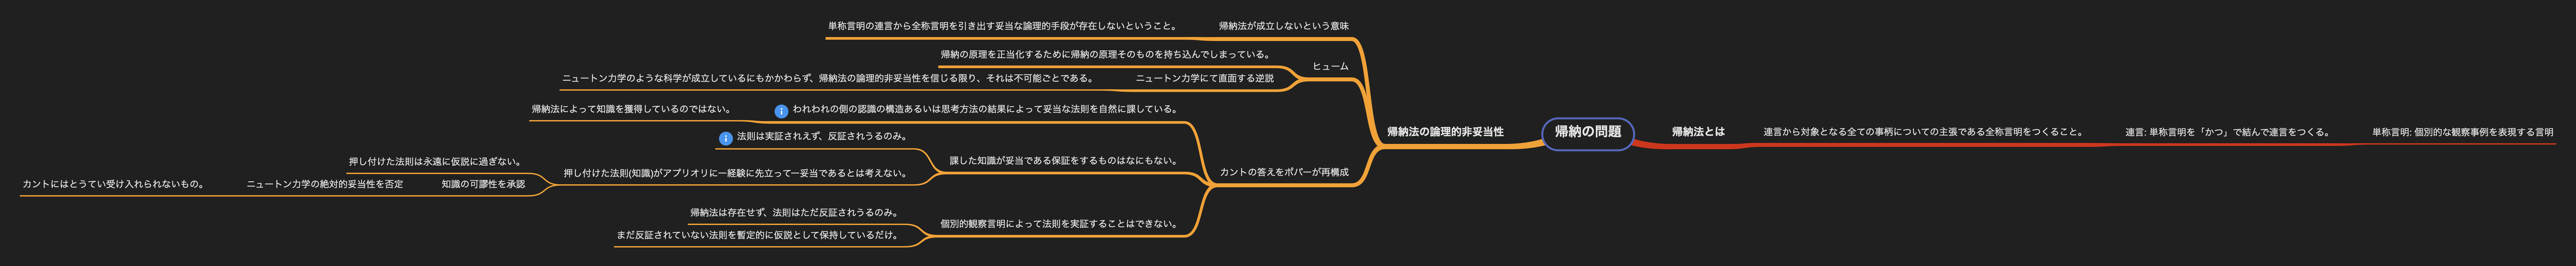 帰納の問題
帰納法とは
連言から対象となる全ての事柄についての主張である全称言明をつくること。
連言: 単称言明を「かつ」で結んで連言をつくる。
単称言明: 個別的な観察事例を表現する言明
帰納法の論理的非妥当性
帰納法が成立しないという意味
単称言明の連言から全称言明を引き出す妥当な論理的手段が存在しないということ。
ヒューム
帰納の原理を正当化するために帰納の原理そのものを持ち込んでしまっている。
ニュートン力学にて直面する逆説
ニュートン力学のような科学が成立しているにもかかわらず、帰納法の論理的非妥当性を信じる限り、それは不可能ごとである。
カントの答えをポパーが再構成
われわれの側の認識の構造あるいは思考方法の結果によって妥当な法則を自然に課している。
帰納法によって知識を獲得しているのではない。
課した知識が妥当である保証をするものはなにもない。
法則は実証されえず、反証されうるのみ。
押し付けた法則(知識)がアプリオリに一経験に先立って一妥当であるとは考えない。
押し付けた法則は永遠に仮説に過ぎない。
知識の可謬性を承認
ニュートン力学の絶対的妥当性を否定
カントにはとうてい受け入れられないもの。
個別的観察言明によって法則を実証することはできない。
帰納法は存在せず、法則はただ反証されうるのみ。
まだ反証されていない法則を暫定的に仮説として保持しているだけ。